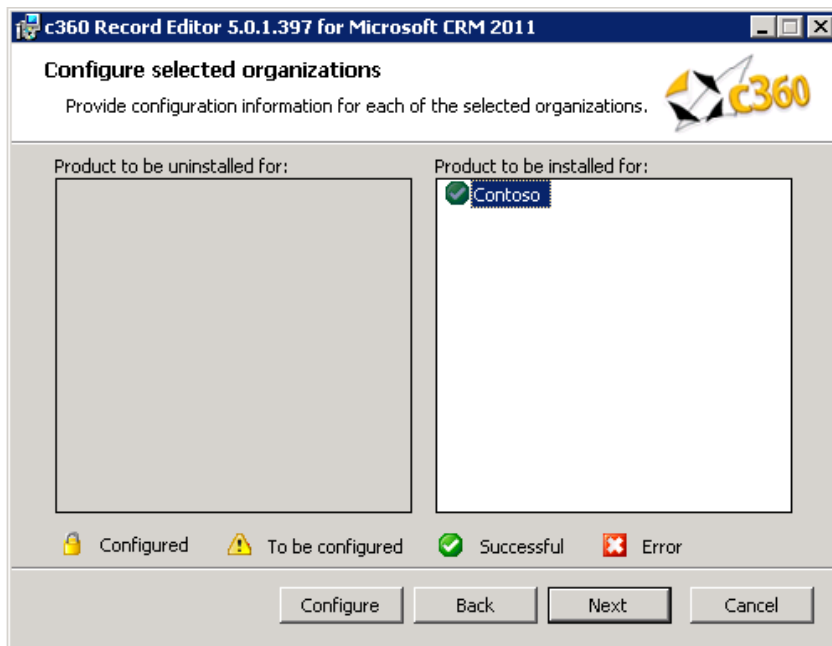 c360 Record Editor 5.0.1.397 for Microsoft CRM 2011
Configure selected organizations
Provide configuration information for each of the selected organizations.
c360
Product to be uninstalled for:
Product to be installed for:
Contoso
Configured To be configured Successful Error
Configure Back Next Cancel